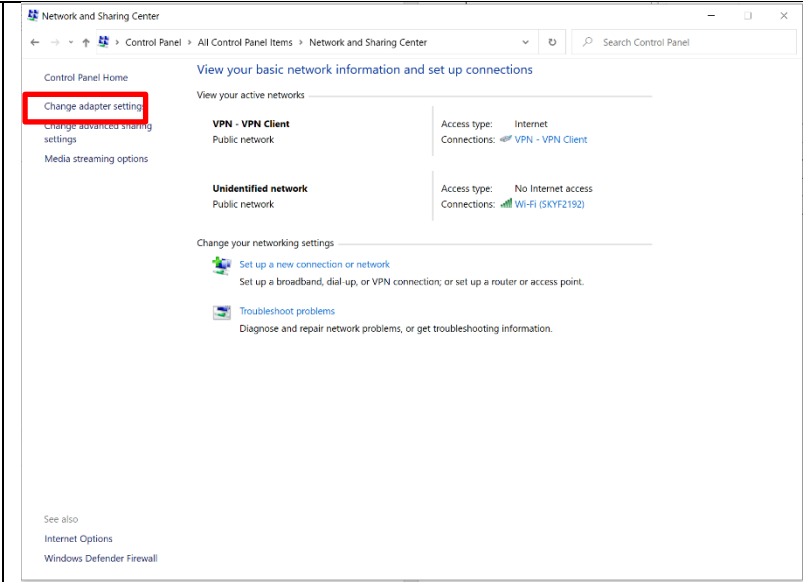 Network and Sharing Center
Control Panel > All Control Panel Items > Network and Sharing Center
Search Control Panel
Control Panel Home
Change adapter settings
Change advanced sharing
settings
Media streaming options
View your basic network information and set up connections
View your active networks
VPN - VPN Client
Public network
Access type: Internet
Connections: VPN - VPN Client
Unidentified network
Public network
Access type: No Internet access
Connections: Wi-Fi (SKYF2192)
Change your networking settings
Set up a new connection or network
Set up a broadband, dial-up, or VPN connection; or set up a router or access point.
Troubleshoot problems
Diagnose and repair network problems, or get troubleshooting information.
See also
Internet Options
Windows Defender Firewall